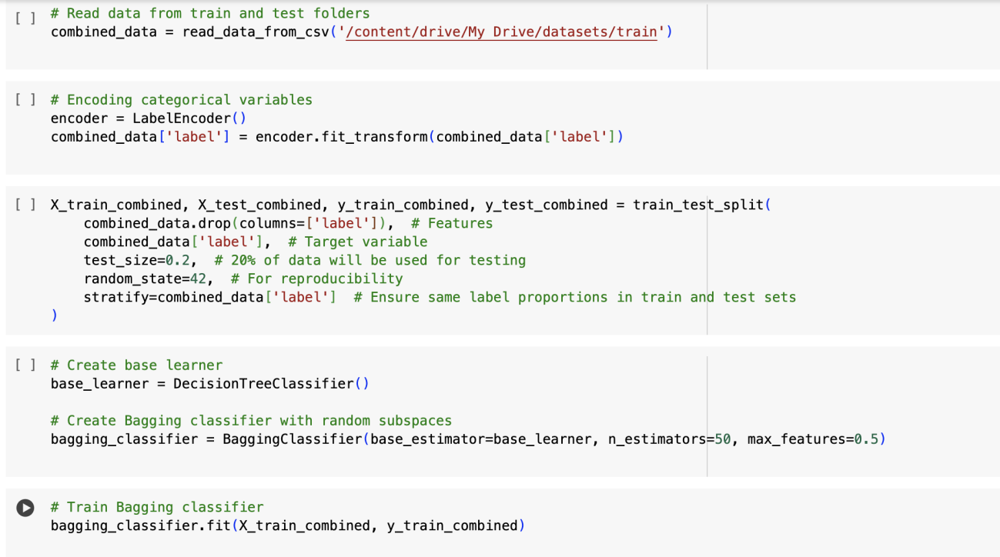 [ ] # Read data from train and test folders
combined_data = read_data_from_csv('/content/drive/My Drive/datasets/train')
[ ] # Encoding categorical variables
encoder = LabelEncoder()
combined_data['label'] = encoder.fit_transform(combined_data['label'])
[ ] X_train_combined, X_test_combined, y_train_combined, y_test_combined = train_test_split(
    combined_data.drop(columns=['label']),  # Features
    combined_data['label'],  # Target variable
    test_size=0.2,  # 20% of data will be used for testing
    random_state=42,  # For reproducibility
    stratify=combined_data['label']  # Ensure same label proportions in train and test sets
)
[ ] # Create base learner
base_learner = DecisionTreeClassifier()
# Create Bagging classifier with random subspaces
bagging_classifier = BaggingClassifier(base_estimator=base_learner, n_estimators=50, max_features=0.5)
# Train Bagging classifier
bagging_classifier.fit(X_train_combined, y_train_combined)